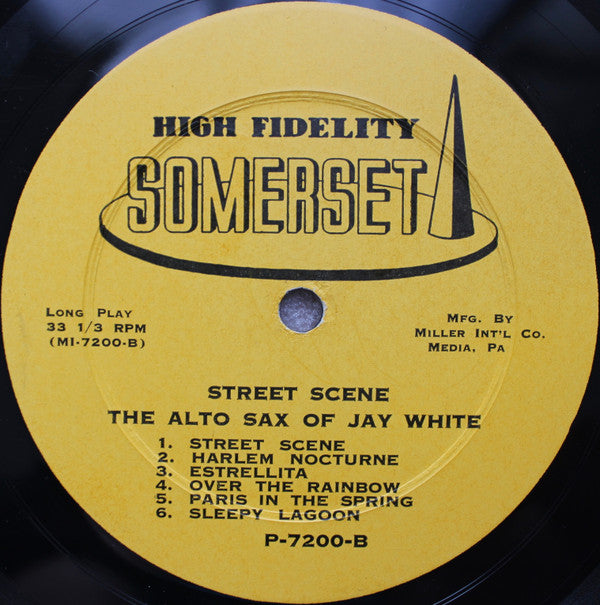 HIGH FIDELITY
SOMERSET
LONG PLAY
33 1/3 RPM
(MI-7200-B)
MFG. BY
MILLER INT'L CO.
MEDIA, PA
STREET SCENE
THE ALTO SAX OF JAY WHITE
1. STREET SCENE
2. HARLEM NOCTURNE
3. ESTRELLITA
4. OVER THE RAINBOW
5. PARIS IN THE SPRING
6. SLEEPY LAGOON
P-7200-B